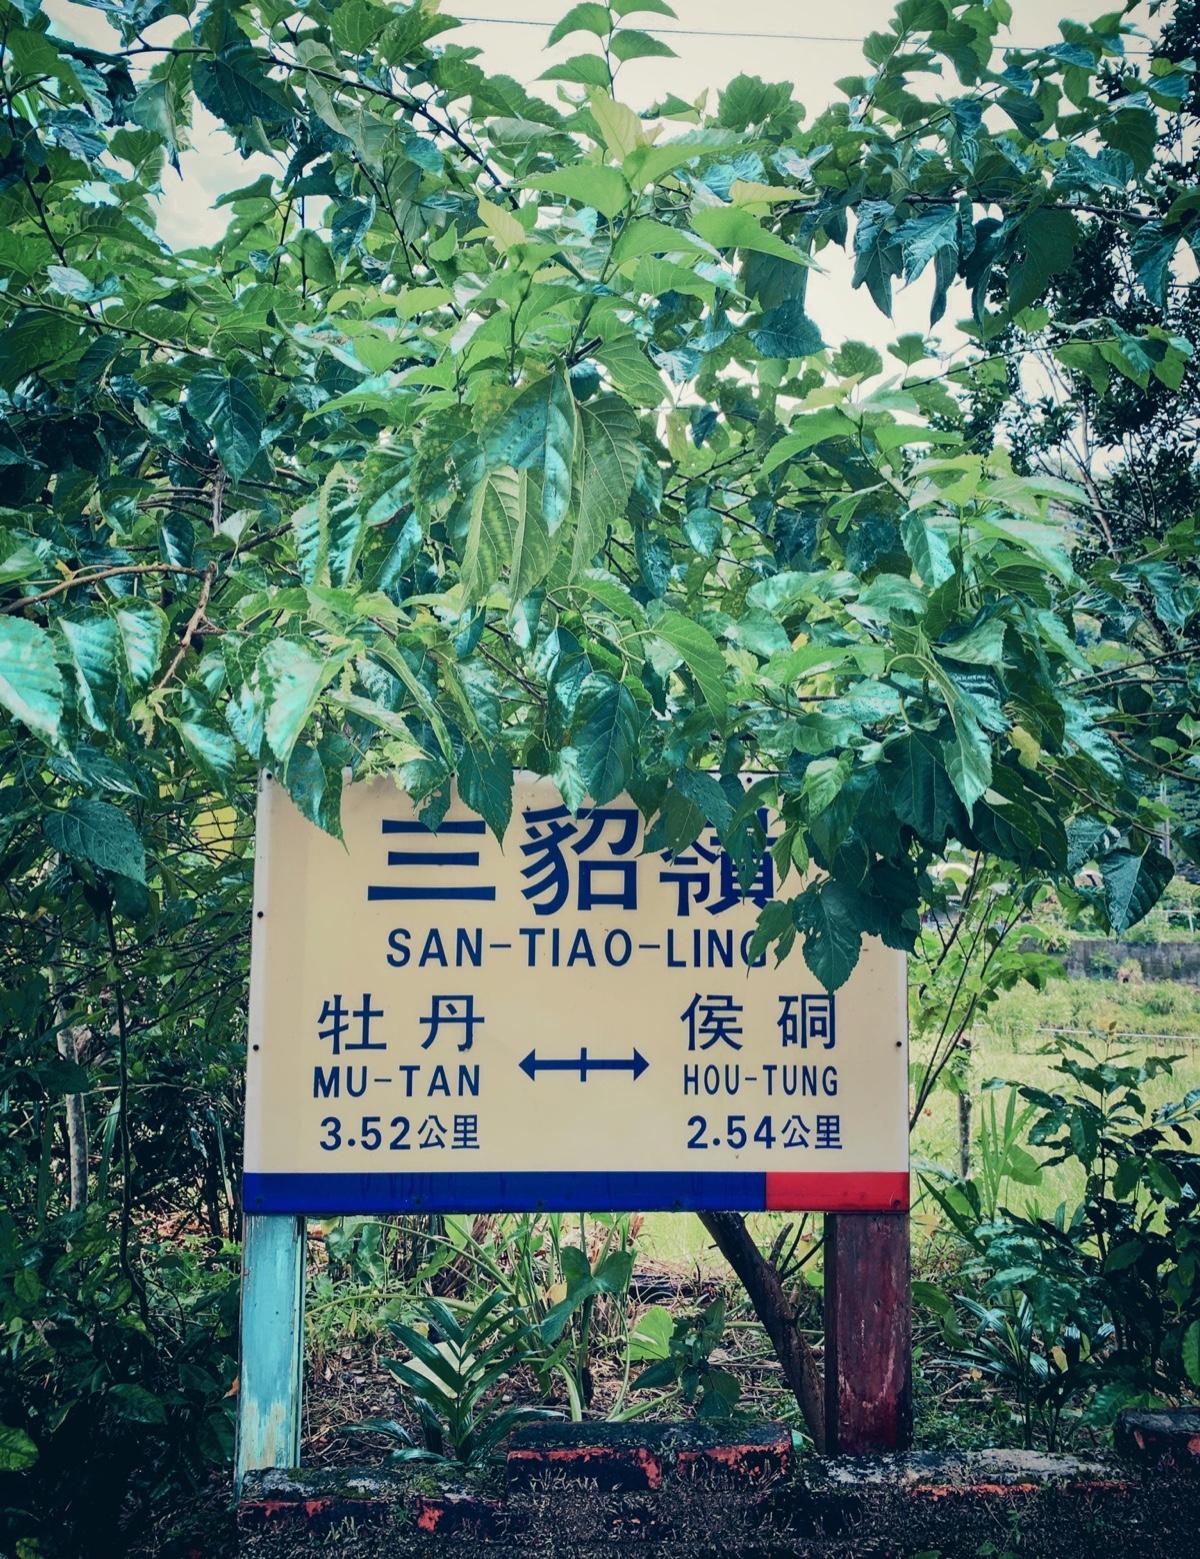 三貂嶺
SAN-TIAO-LING
牡丹 侯硐
MU-TAN HOU-TUNG
3.52公里 2.54公里